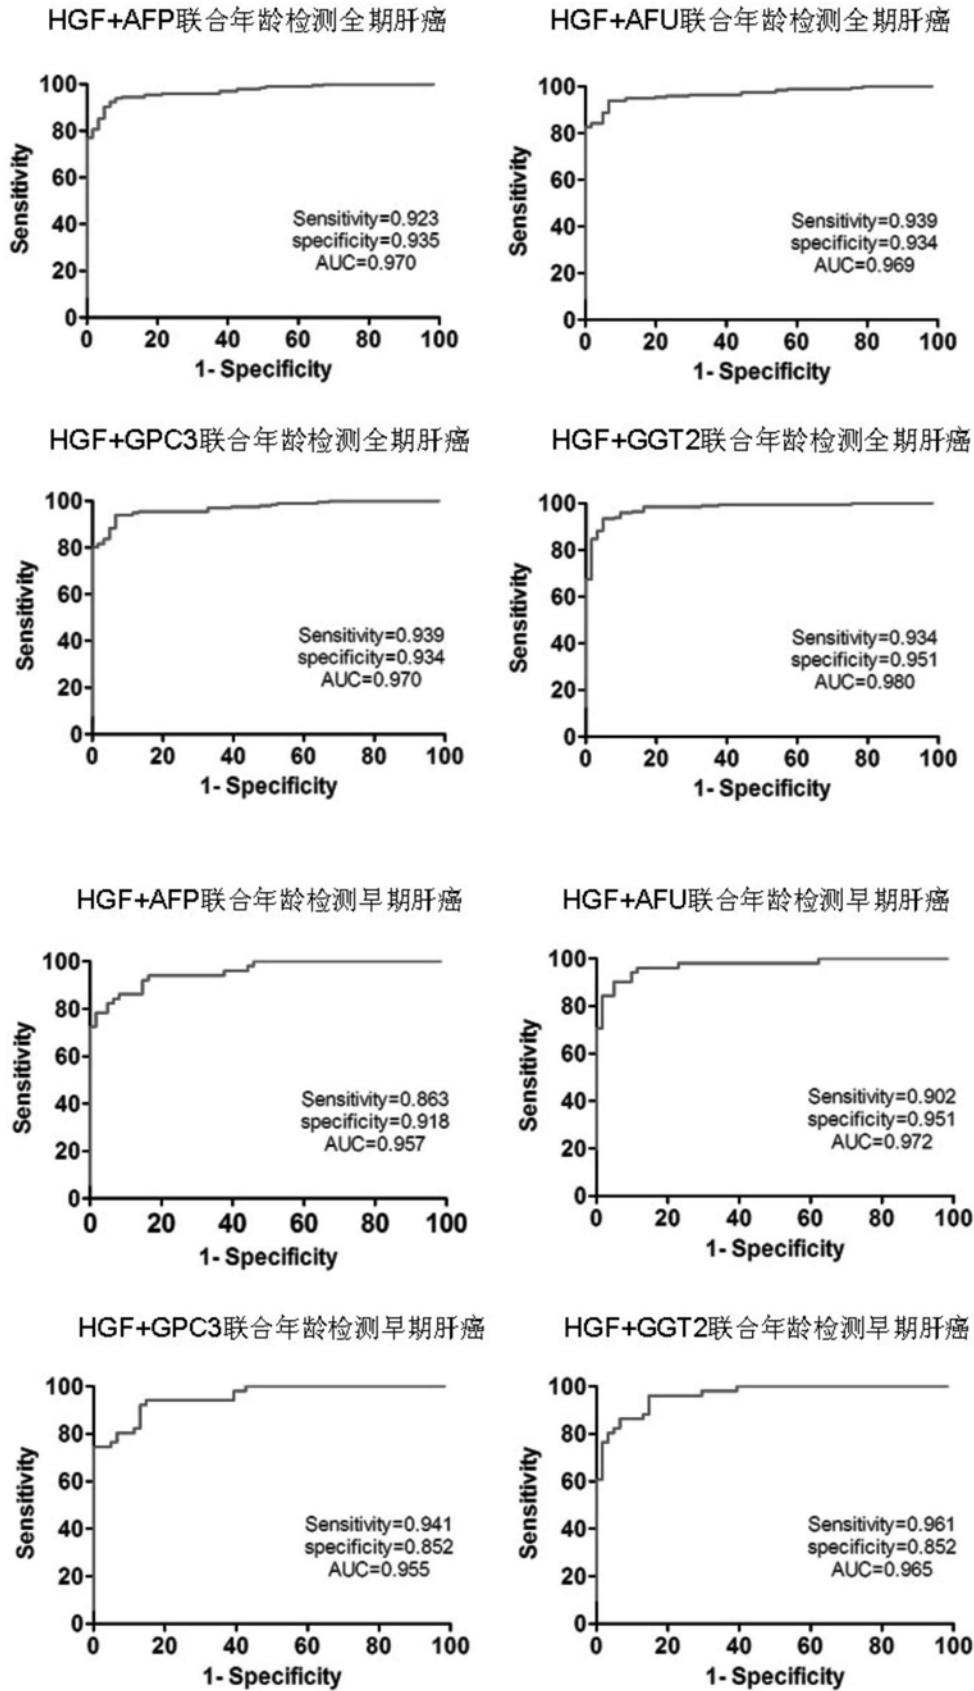 HGF+AFP联合年龄检测全期肝癌
100
80
60
40
20
0
Sensitivity
Sensitivity=0.923
specificity=0.935
AUC=0.970
0 20 40 60 80 100
1- Specificity
HGF+AFU联合年龄检测全期肝癌
100
80
60
40
20
0
Sensitivity
Sensitivity=0.939
specificity=0.934
AUC=0.969
0 20 40 60 80 100
1- Specificity
HGF+GPC3联合年龄检测全期肝癌
100
80
60
40
20
0
Sensitivity
Sensitivity=0.939
specificity=0.934
AUC=0.970
0 20 40 60 80 100
1- Specificity
HGF+GGT2联合年龄检测全期肝癌
100
80
60
40
20
0
Sensitivity
Sensitivity=0.934
specificity=0.951
AUC=0.980
0 20 40 60 80 100
1- Specificity
HGF+AFP联合年龄检测早期肝癌
100
80
60
40
20
0
Sensitivity
Sensitivity=0.863
specificity=0.918
AUC=0.957
0 20 40 60 80 100
1- Specificity
HGF+AFU联合年龄检测早期肝癌
100
80
60
40
20
0
Sensitivity
Sensitivity=0.902
specificity=0.951
AUC=0.972
0 20 40 60 80 100
1- Specificity
HGF+GPC3联合年龄检测早期肝癌
100
80
60
40
20
0
Sensitivity
Sensitivity=0.941
specificity=0.852
AUC=0.955
0 20 40 60 80 100
1- Specificity
HGF+GGT2联合年龄检测早期肝癌
100
80
60
40
20
0
Sensitivity
Sensitivity=0.961
specificity=0.852
AUC=0.965
0 20 40 60 80 100
1- Specificity